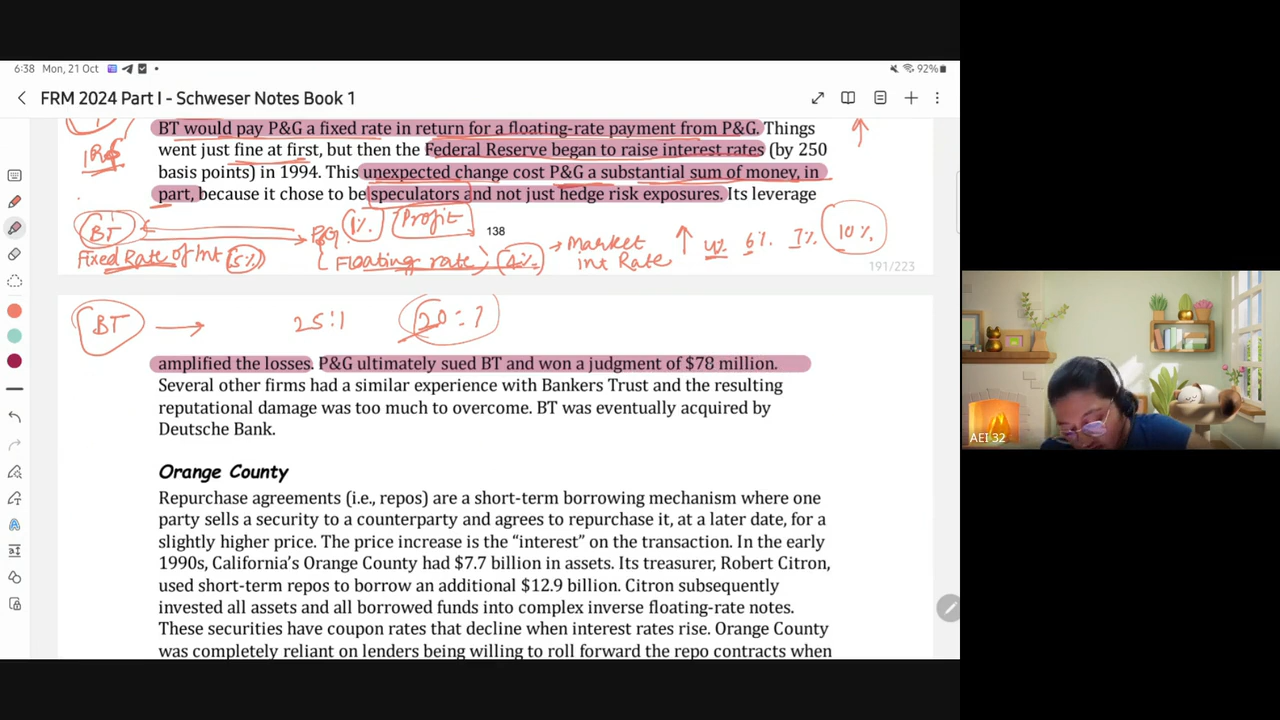 6:38 Mon, 21 Oct
92%
FRM 2024 Part I - Schweser Notes Book 1
BT would pay P&G a fixed rate in return for a floating-rate payment from P&G. Things
went just fine at first, but then the Federal Reserve began to raise interest rates (by 250
basis points) in 1994. This unexpected change cost P&G a substantial sum of money, in
part, because it chose to be speculators and not just hedge risk exposures. Its leverage
BT
P&G
1%
Profit
138
Fixed Rate of Int (5%)
(Floating rate) 4% → Market
int Rate
↑
6%
7%
10%
191/223
BT →
25:1
amplified the losses. P&G ultimately sued BT and won a judgment of $78 million.
Several other firms had a similar experience with Bankers Trust and the resulting
reputational damage was too much to overcome. BT was eventually acquired by
Deutsche Bank.
Orange County
Repurchase agreements (i.e., repos) are a short-term borrowing mechanism where one
party sells a security to a counterparty and agrees to repurchase it, at a later date, for a
slightly higher price. The price increase is the “interest” on the transaction. In the early
1990s, California’s Orange County had $7.7 billion in assets. Its treasurer, Robert Citron,
used short-term repos to borrow an additional $12.9 billion. Citron subsequently
invested all assets and all borrowed funds into complex inverse floating-rate notes.
These securities have coupon rates that decline when interest rates rise. Orange County
was completely reliant on lenders being willing to roll forward the repo contracts when
AEI 32